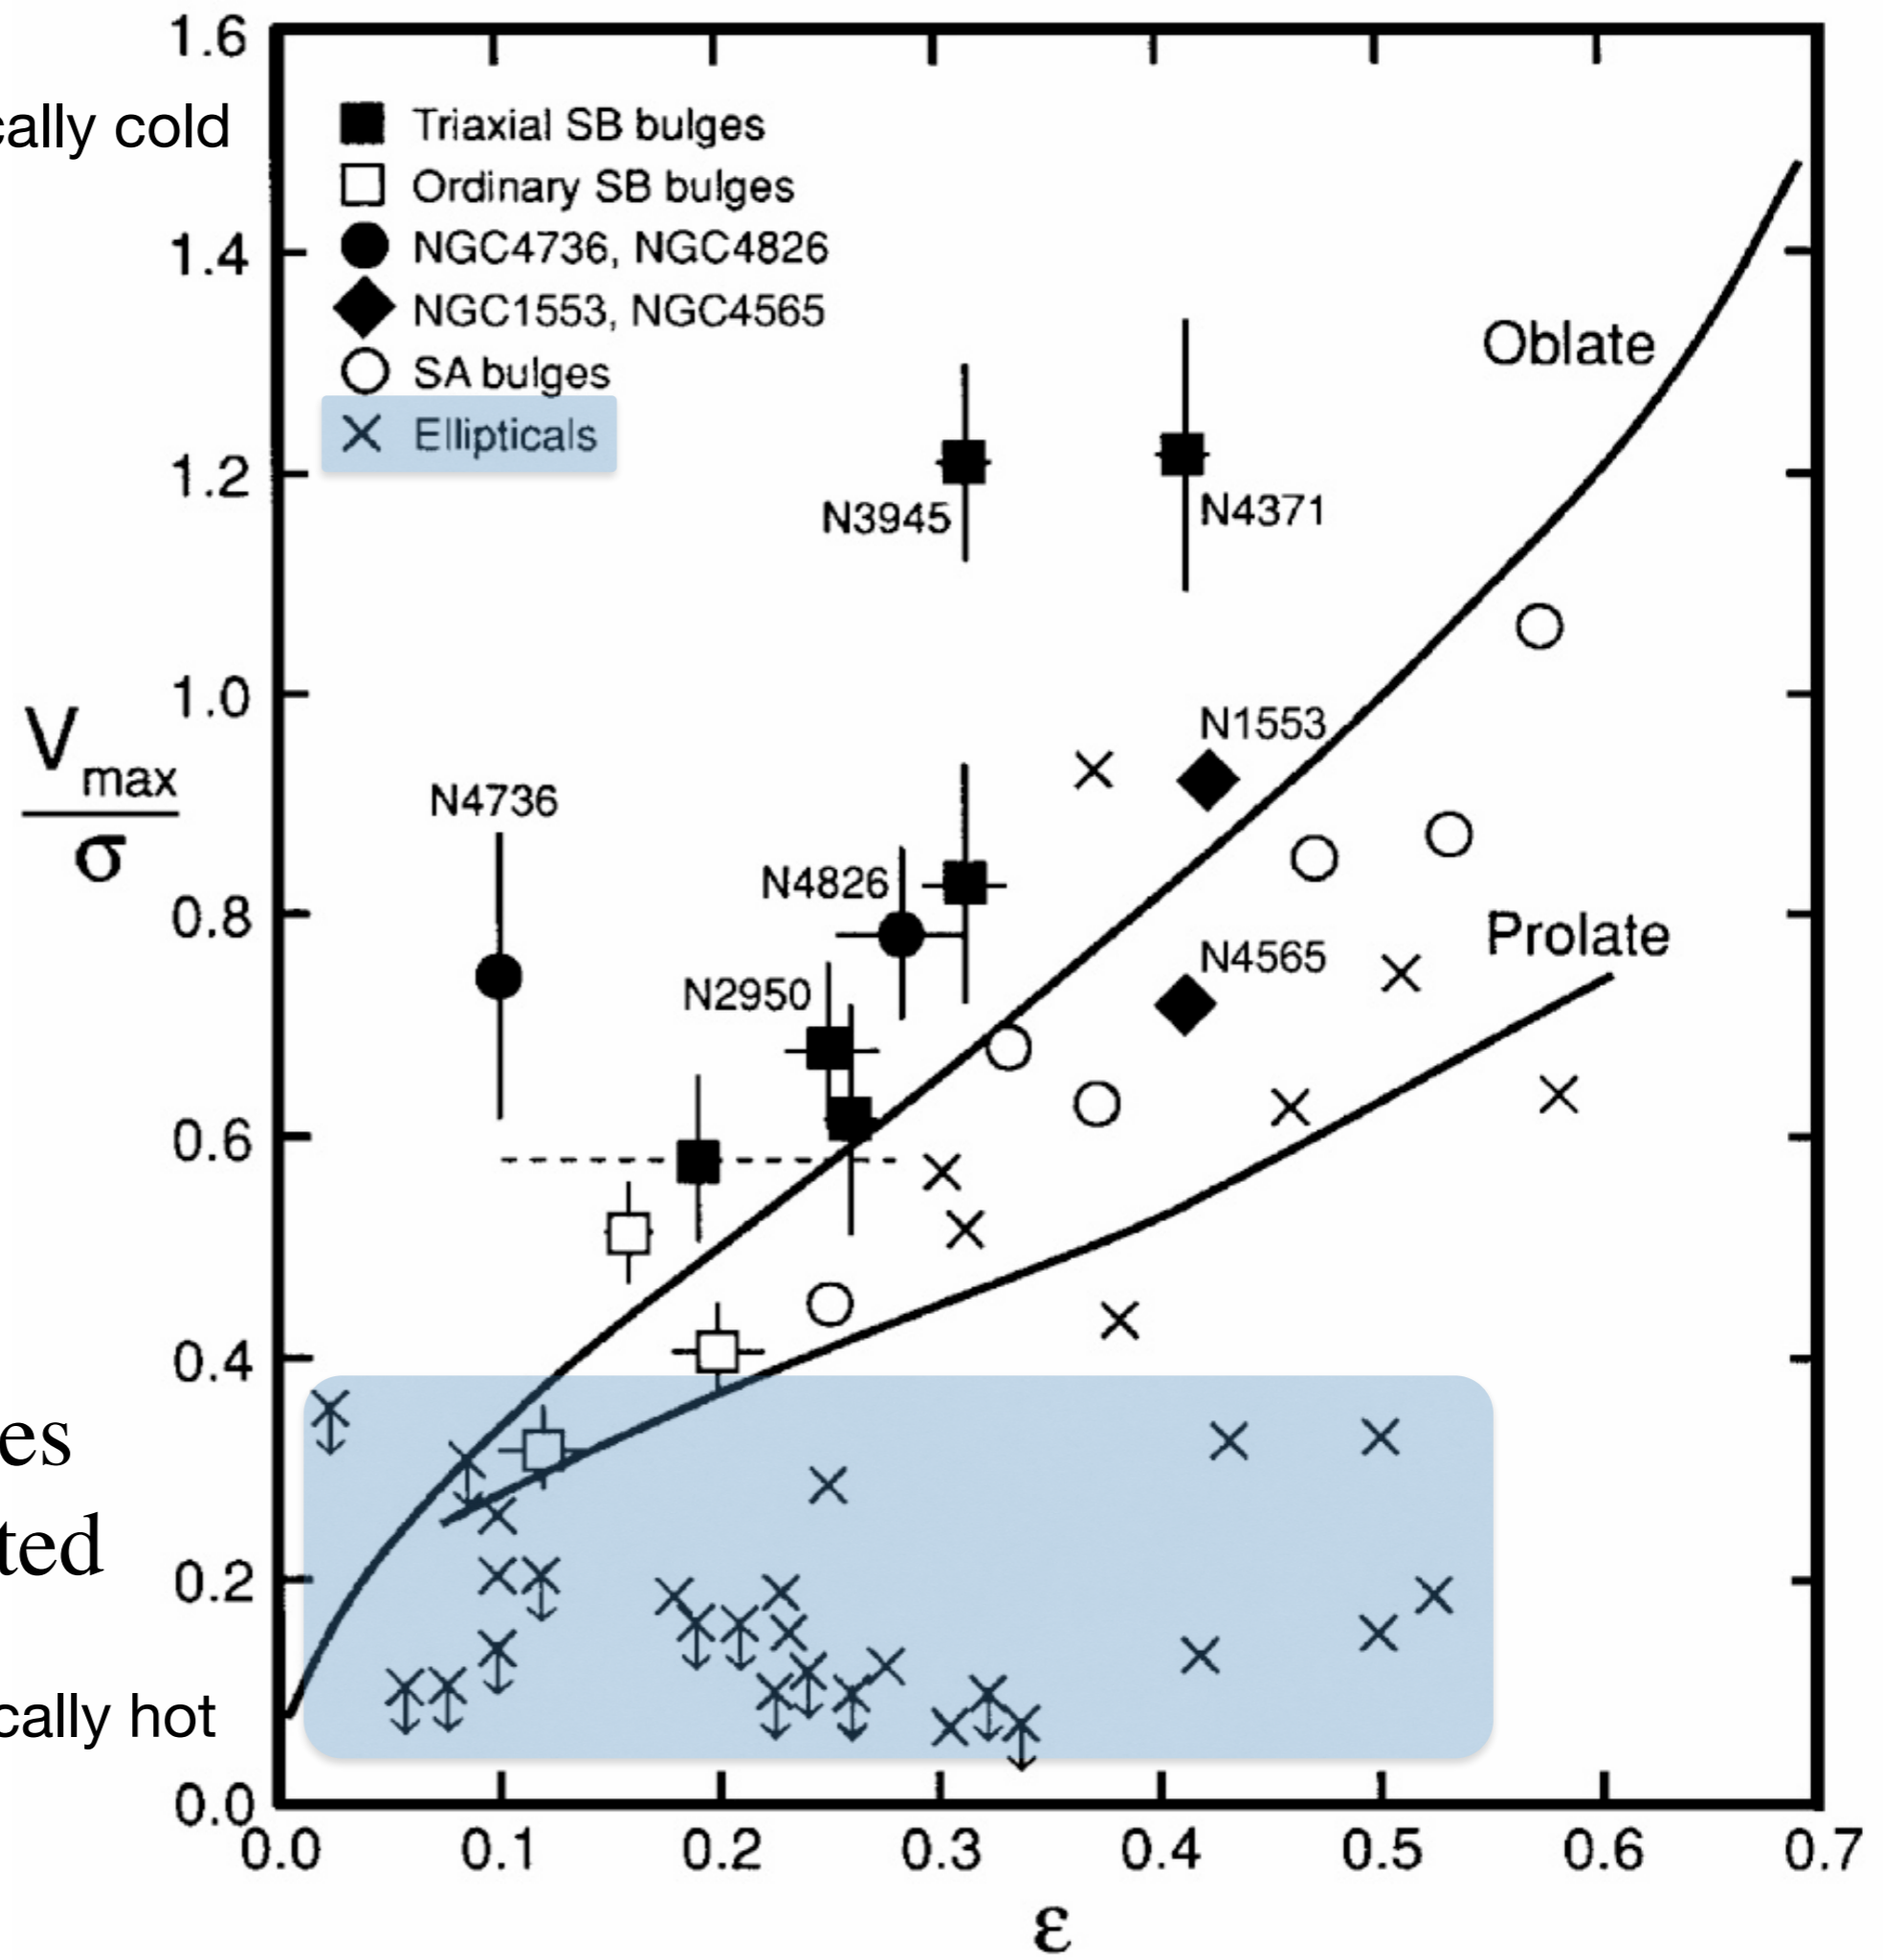 1.6
cally cold
Triaxial SB bulges
Ordinary SB bulges
NGC4736, NGC4826
NGC1553, NGC4565
SA bulges
Ellipticals
1.4
Oblate
1.2
N3945
N4371
1.0
V max
σ
N1553
N4736
N4826
0.8
Prolate
N4565
N2950
0.6
0.4
es
ted
0.2
cally hot
0.0
0.0 0.1 0.2 0.3 0.4 0.5 0.6 0.7
ε